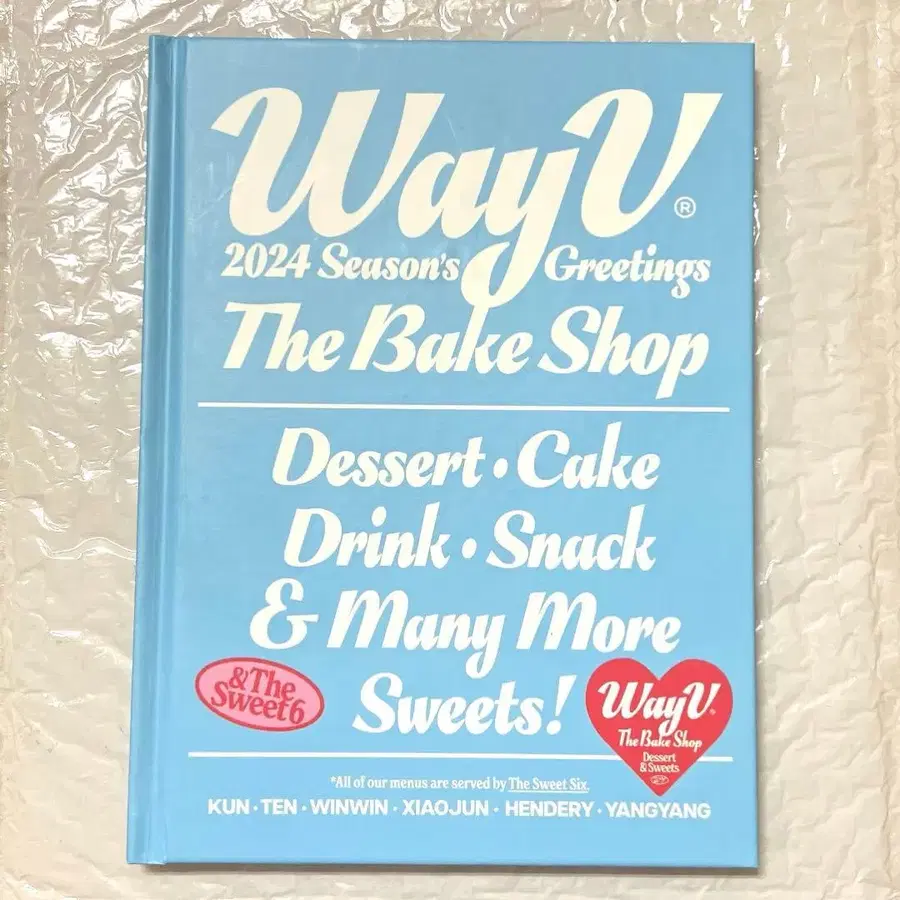 WayV®
2024 Season's Greetings
The Bake Shop
Dessert • Cake
Drink • Snack
& Many More
Sweets!
&The
Sweet6
WayV®
The Bake Shop
Dessert
& Sweets
*All of our menus are served by The Sweet Six.
KUN · TEN · WINWIN · XIAOJUN · HENDERY · YANGYANG